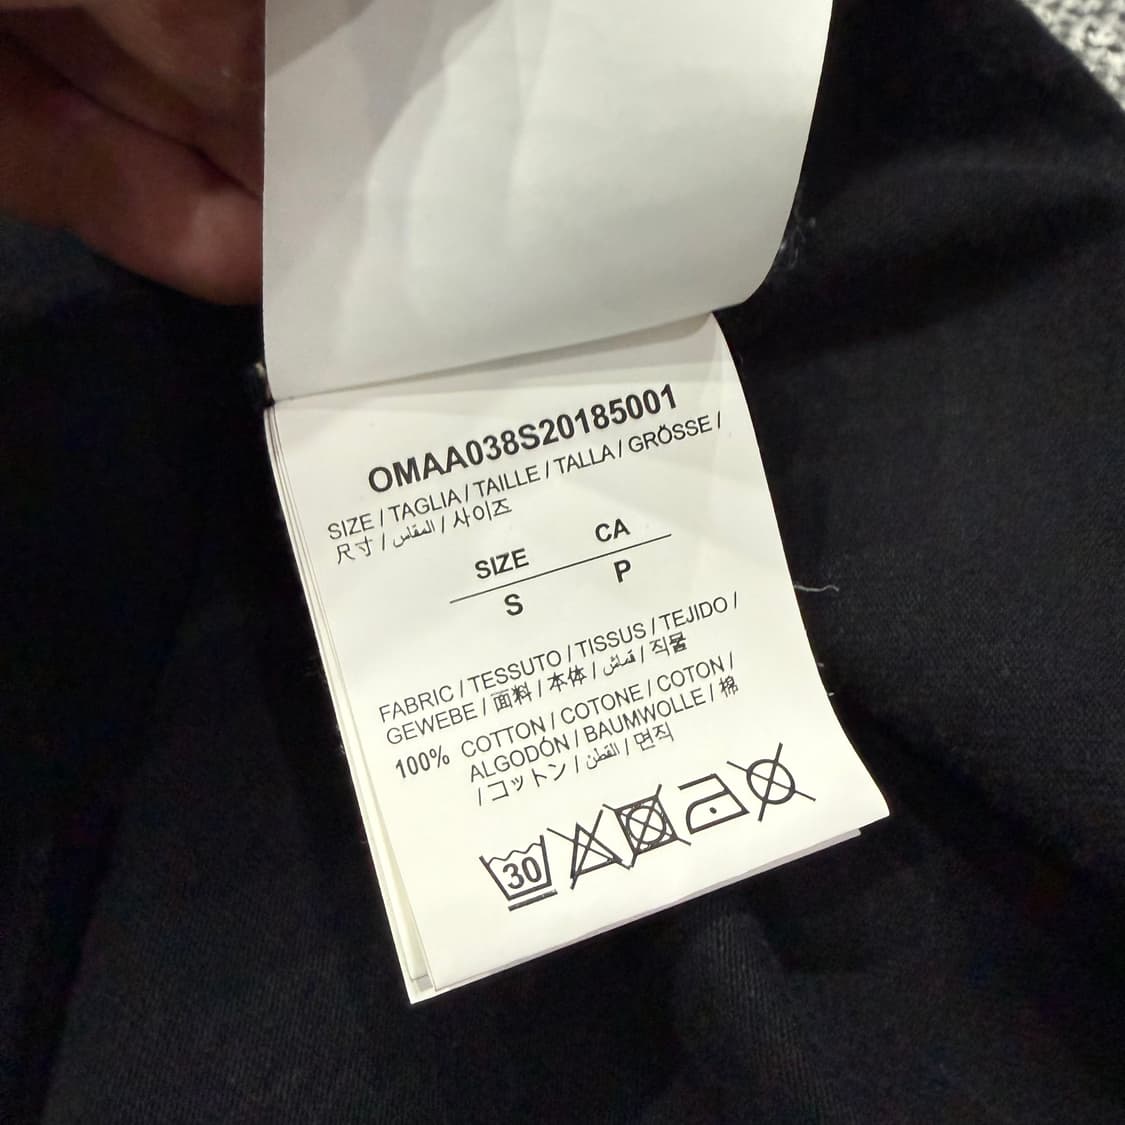 OMAA038S20185001
SIZE / TAGLIA / TAILLE / TALLA / GRÖSSE /
尺寸 / المقاس / 사이즈
SIZE CA
S P
FABRIC / TESSUTO / TISSUS / TEJIDO /
GEWEBE / 面料 / 本体 / قماش / 직물
100% COTTON / COTONE / COTON /
ALGODÓN / BAUMWOLLE / 棉
/ コットン / القطن / 면직
30